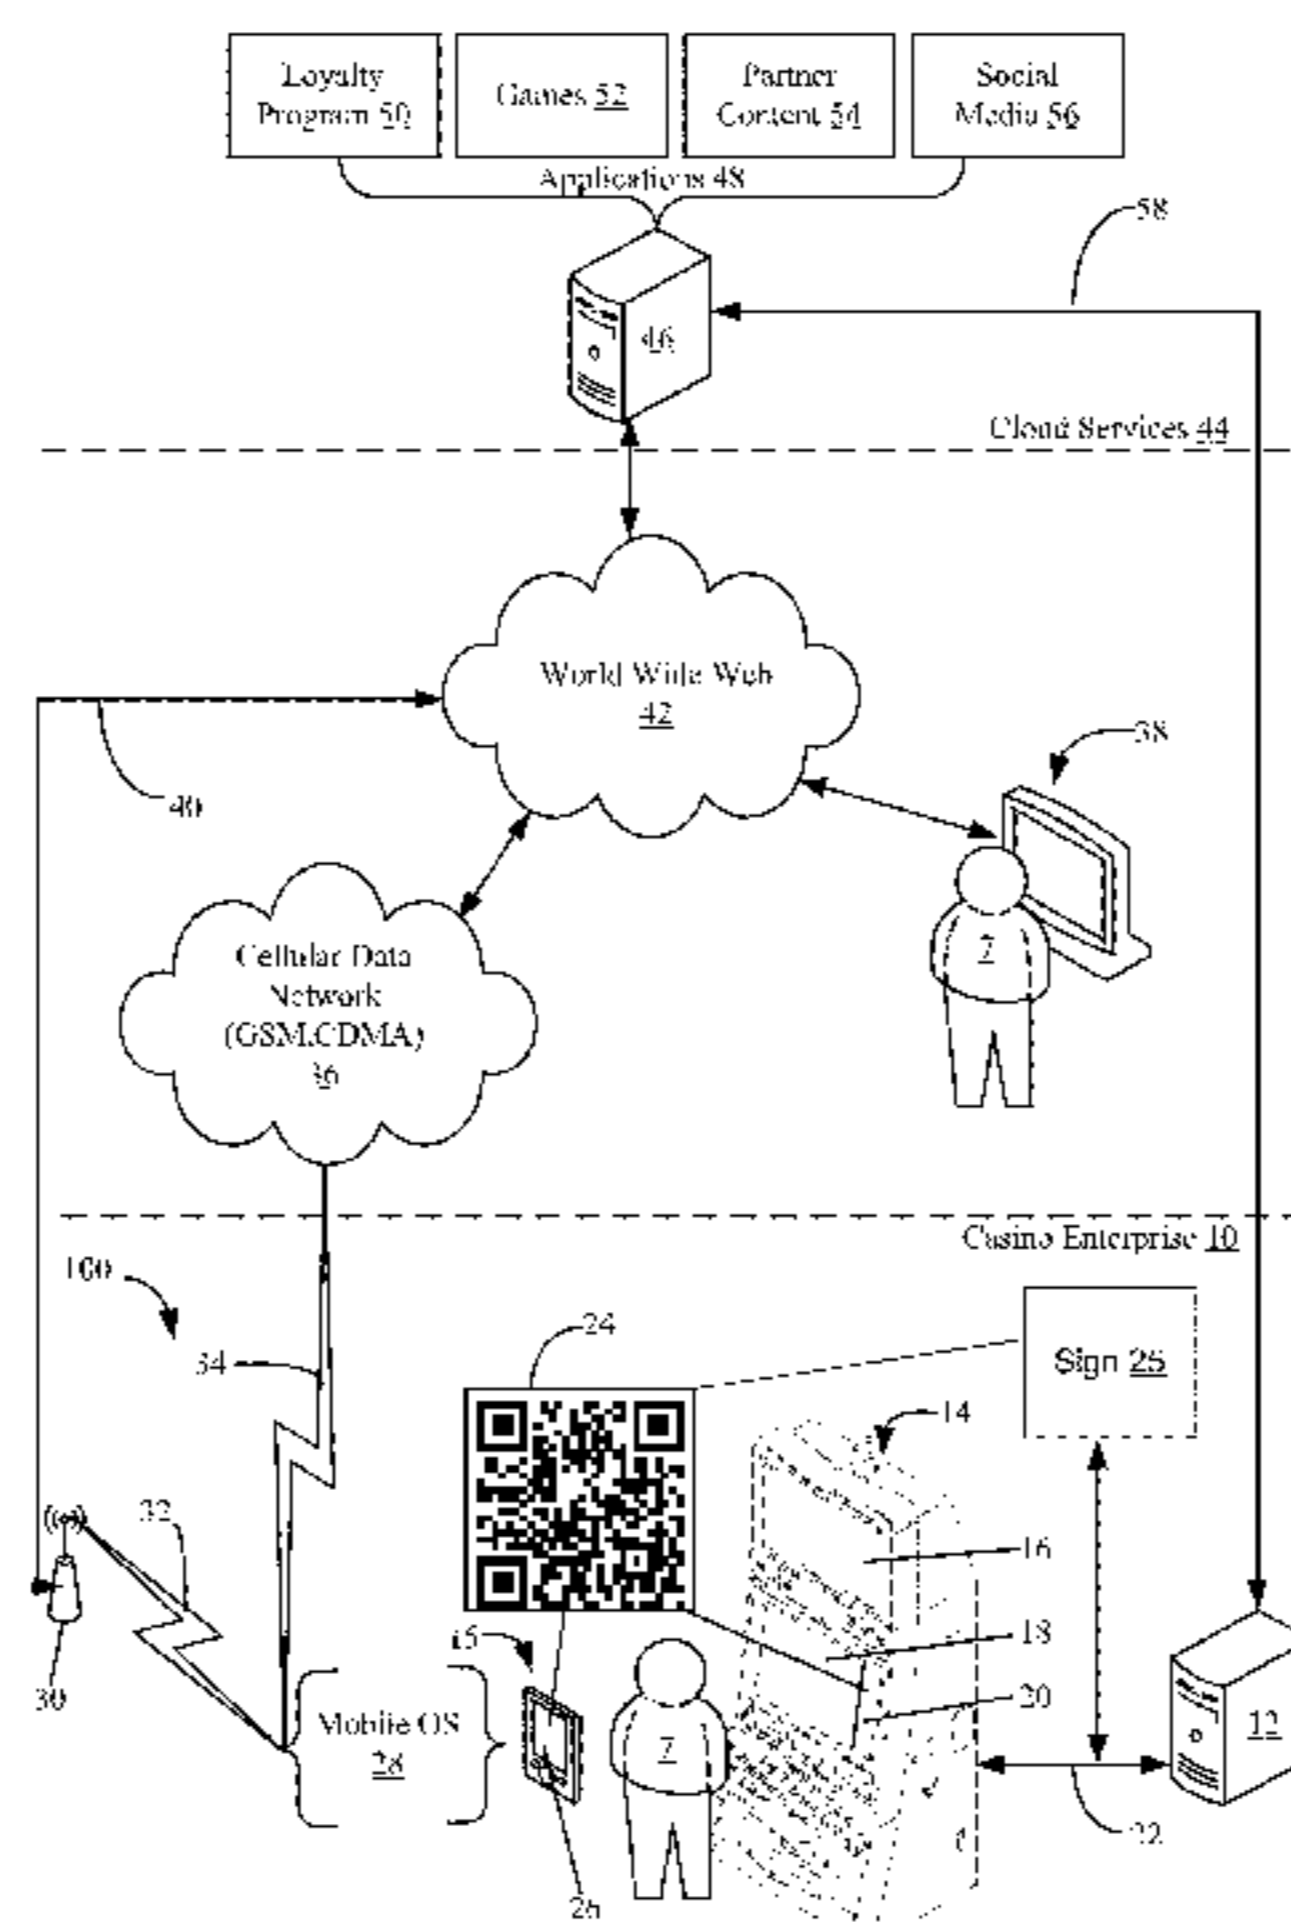 Loyalty
Program 50
Games 52
Partner
Content 54
Social
Media 56
Applications 48
58
46
Cloud Services 44
World Wide Web
42
38
40
7
Cellular Data
Network
(GSM,CDMA)
36
Casino Enterprise 10
100
24
34
Sign 25
14
32
16
15
18
30
20
Mobile OS
28
7
12
22
26